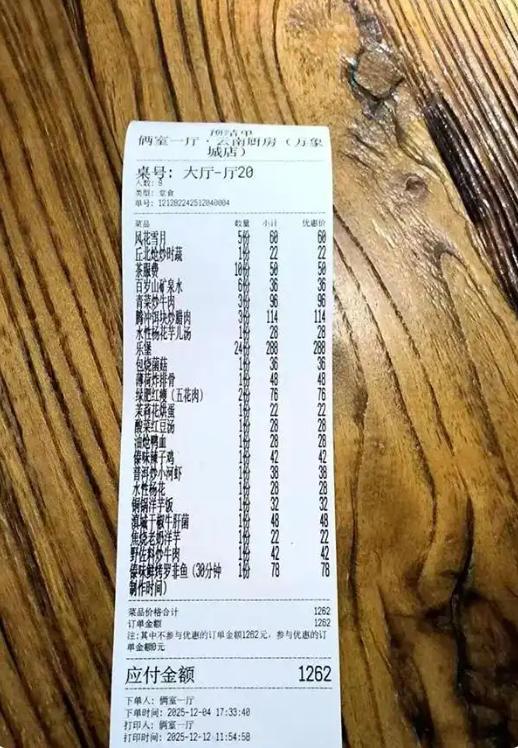 预结单
俩室一厅·云南厨房（万象
城店）
桌号: 大厅-厅20
人数: 9
类型: 堂食
单号: 121202242512040004
菜品 数量 小计 优惠价
风花雪月 5份 60 60
丘北炝炒时蔬 1份 22 22
茶服费 10份 50 50
百岁山矿泉水 6份 36 36
青菜炒牛肉 3份 96 96
腾冲饵块炒腊肉 3份 114 114
水性杨花芋儿汤 1份 28 28
乐堡 24份 288 288
包烧菌菇 1份 36 36
薄荷炸排骨 1份 48 48
绿肥红瘦（五花肉） 2份 76 76
茉莉花烘蛋 1份 22 22
酸菜红豆汤 1份 28 28
油炝鸭血 1份 28 28
傣味 子鸡 1份 42 42
普洱炒小河虾 1份 38 38
水性杨花 1份 28 28
铜锅洋芋饭 1份 32 32
滇域干椒牛肝菌 1份 48 48
焦烧老奶洋芋 1份 22 22
野佐料炒牛肉 1份 42 42
傣味鲜烤罗非鱼（30分钟 1份 78 78
制作时间）
菜品价格合计 1262
订单金额 1262
注:其中不参与优惠的订单金额1262元，参与优惠的订
单金额0元
应付金额 1262
下单人: 俩室一厅
下单时间: 2025-12-04 17:33:40
打印人: 俩室一厅
打印时间: 2025-12-12 11:54:58